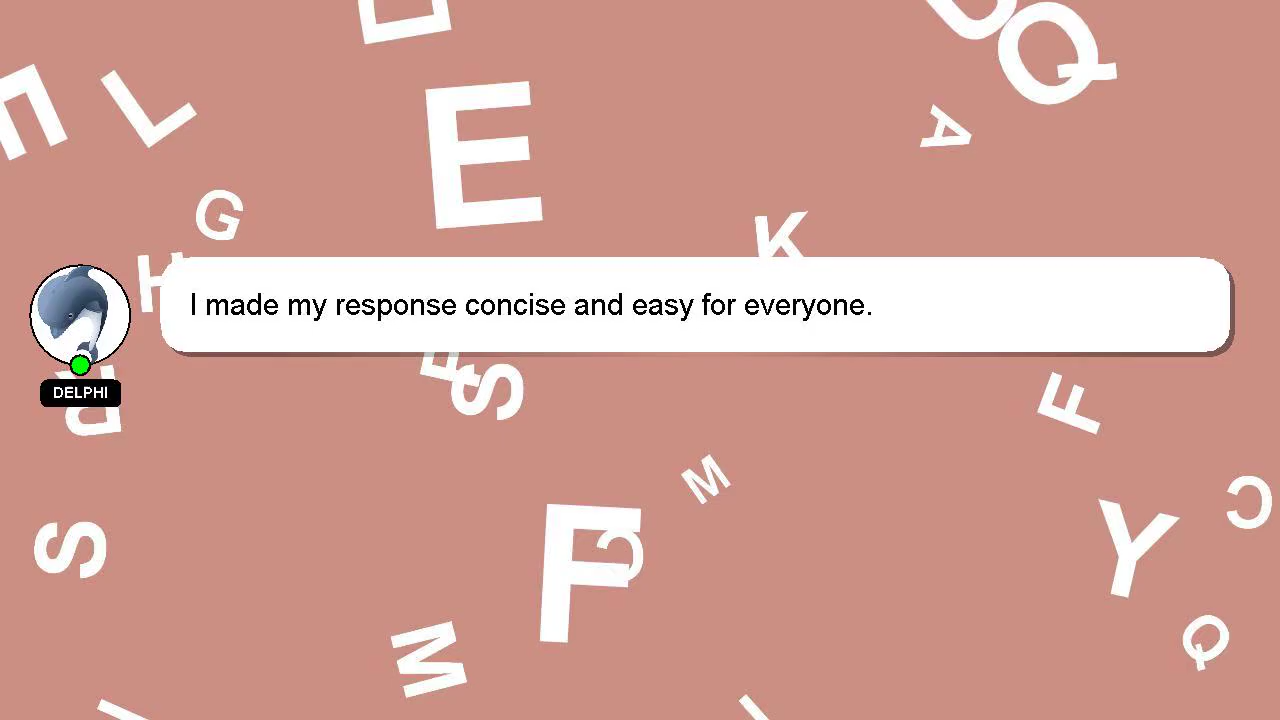 E
L
E
Q
A
G
K
H
I made my response concise and easy for everyone.
DELPHI
R
E
S
F
M
S
F
G
Y
C
Q
M